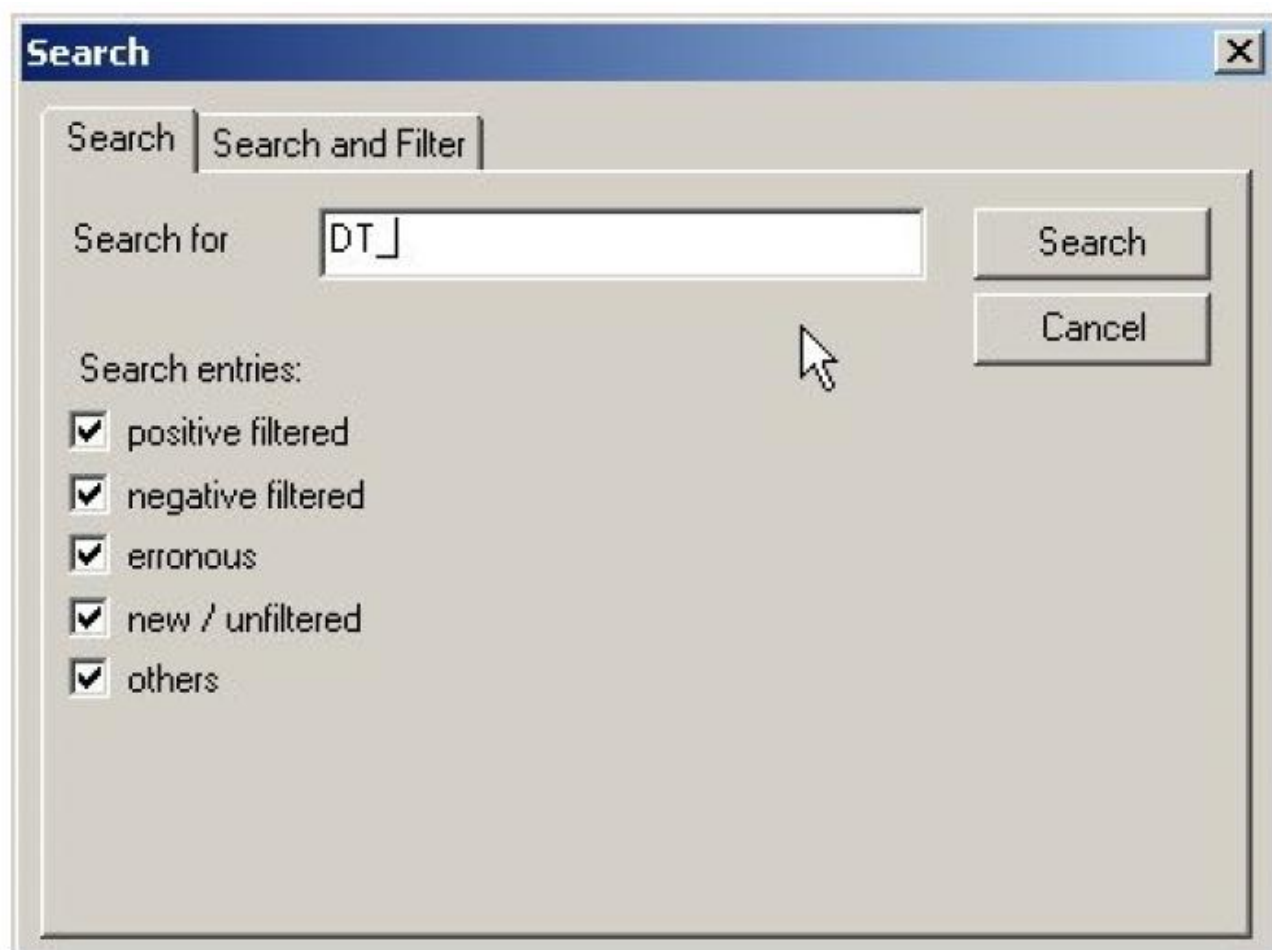 Search
Search Search and Filter
Search for DT_ Search
Cancel
Search entries:
positive filtered
negative filtered
erronous
new / unfiltered
others